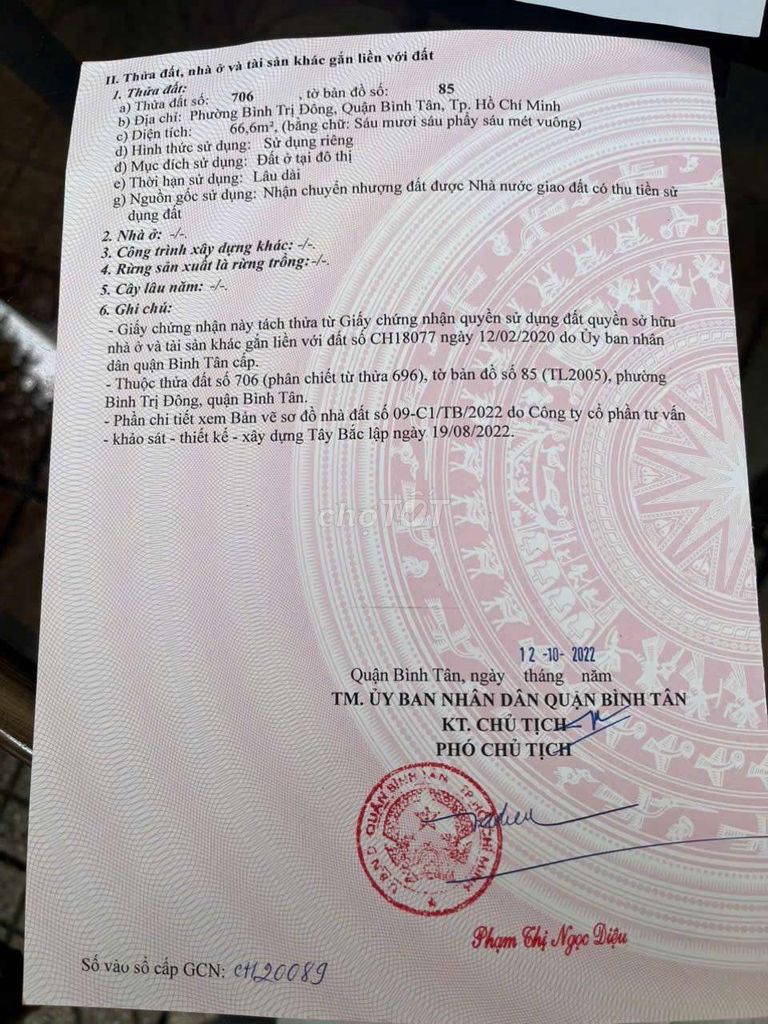 II. Thửa đất, nhà ở và tài sản khác gắn liền với đất
1. Thửa đất:
a) Thửa đất số: 706 , tờ bản đồ số: 85
b) Địa chỉ: Phường Bình Trị Đông, Quận Bình Tân, Tp. Hồ Chí Minh
c) Diện tích: 66,6m², (bằng chữ: Sáu mươi sáu phẩy sáu mét vuông)
d) Hình thức sử dụng: Sử dụng riêng
đ) Mục đích sử dụng: Đất ở tại đô thị
e) Thời hạn sử dụng: Lâu dài
g) Nguồn gốc sử dụng: Nhận chuyển nhượng đất được Nhà nước giao đất có thu tiền sử
dụng đất
2. Nhà ở: -/-.
3. Công trình xây dựng khác: -/-.
4. Rừng sản xuất là rừng trồng:-/-.
5. Cây lâu năm: -/-.
6. Ghi chú:
- Giấy chứng nhận này tách thửa từ Giấy chứng nhận quyền sử dụng đất quyền sở hữu
nhà ở và tài sản khác gắn liền với đất số CH18077 ngày 12/02/2020 do Ủy ban nhân
dân quận Bình Tân cấp.
- Thuộc thửa đất số 706 (phân chiết từ thửa 696), tờ bản đồ số 85 (TL2005), phường
Bình Trị Đông, quận Bình Tân.
- Phần chi tiết xem Bản vẽ sơ đồ nhà đất số 09-C1/TB/2022 do Công ty cổ phần tư vấn
- khảo sát - thiết kế - xây dựng Tây Bắc lập ngày 19/08/2022.
chợTỐT
12 -10- 2022
Quận Bình Tân, ngày tháng năm
TM. ỦY BAN NHÂN DÂN QUẬN BÌNH TÂN
KT. CHỦ TỊCH
PHÓ CHỦ TỊCH
U.B.N.D QUẬN BÌNH TÂN TP.HỒ CHÍ MINH
Phạm Thị Ngọc Diệu
Số vào sổ cấp GCN: CH20089